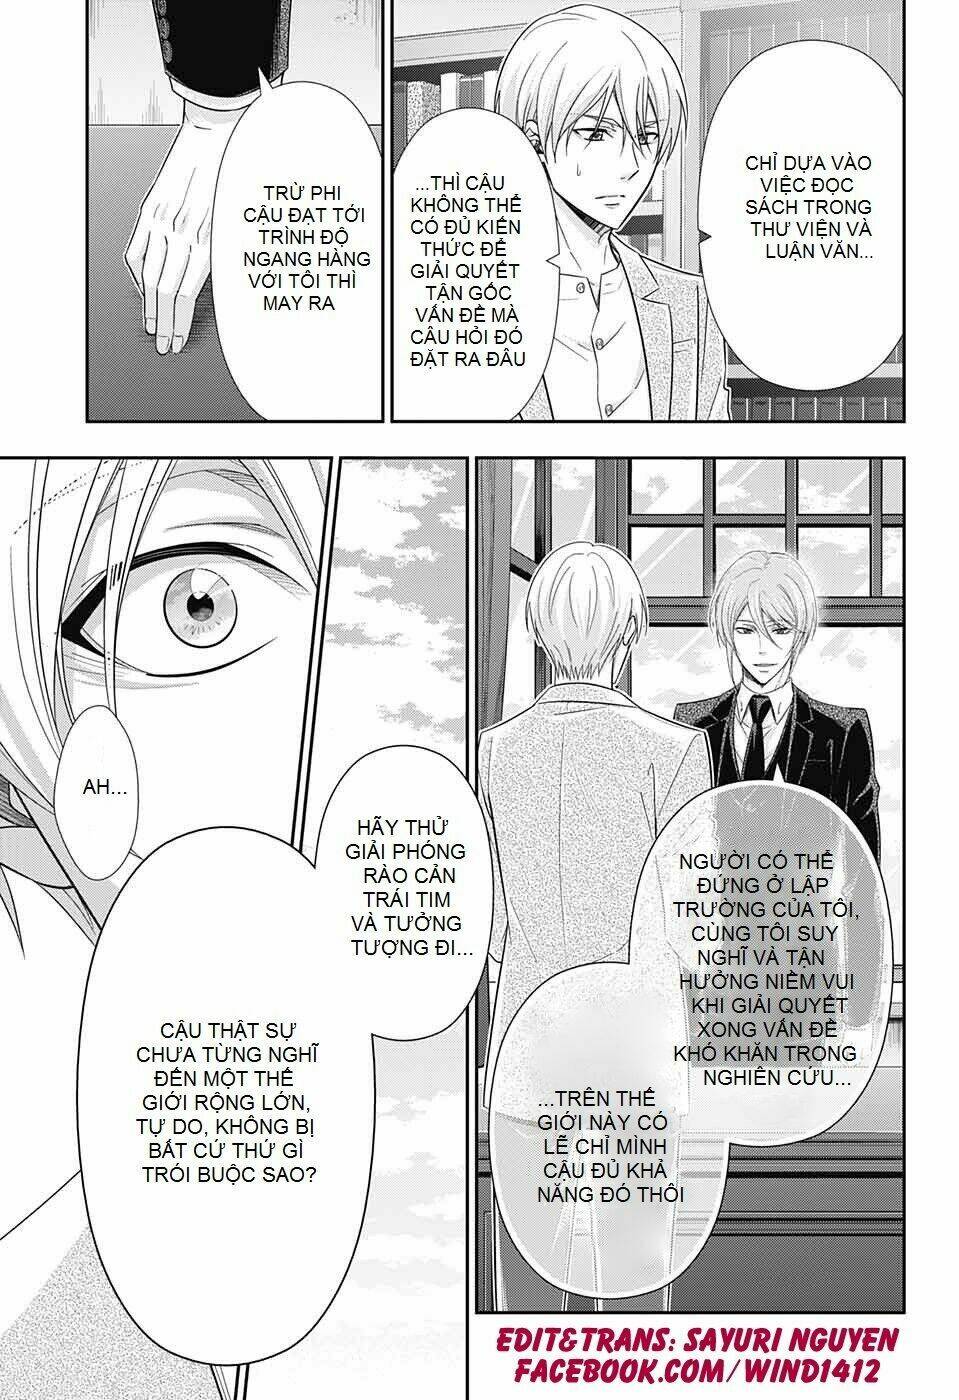 CHỈ DỰA VÀO
VIỆC ĐỌC
SÁCH TRONG
THƯ VIỆN VÀ
LUẬN VĂN...
...THÌ CẬU
KHÔNG THỂ
CÓ ĐỦ KIẾN
THỨC ĐỂ
GIẢI QUYẾT
TẬN GỐC
VẤN ĐỀ MÀ
CÂU HỎI ĐÓ
ĐẶT RA ĐÂU
TRỪ PHI
CẬU ĐẠT TỚI
TRÌNH ĐỘ
NGANG HÀNG
VỚI TÔI THÌ
MAY RA
NGƯỜI CÓ THỂ
ĐỨNG Ở LẬP
TRƯỜNG CỦA TÔI,
CÙNG TÔI SUY
NGHĨ VÀ TẬN
HƯỞNG NIỀM VUI
KHI GIẢI QUYẾT
XONG VẤN ĐỀ
KHÓ KHĂN TRONG
NGHIÊN CỨU...
...TRÊN THẾ
GIỚI NÀY CÓ
LẼ CHỈ MÌNH
CẬU ĐỦ KHẢ
NĂNG ĐÓ THÔI
HÃY THỬ
GIẢI PHÓNG
RÀO CẢN
TRÁI TIM
VÀ TƯỞNG
TƯỢNG ĐI...
AH...
CẬU THẬT SỰ
CHƯA TỪNG NGHĨ
ĐẾN MỘT THẾ
GIỚI RỘNG LỚN,
TỰ DO, KHÔNG BỊ
BẤT CỨ THỨ GÌ
TRÓI BUỘC SAO?
EDIT&TRANS: SAYURI NGUYEN
FACEBOOK.COM/WIND1412